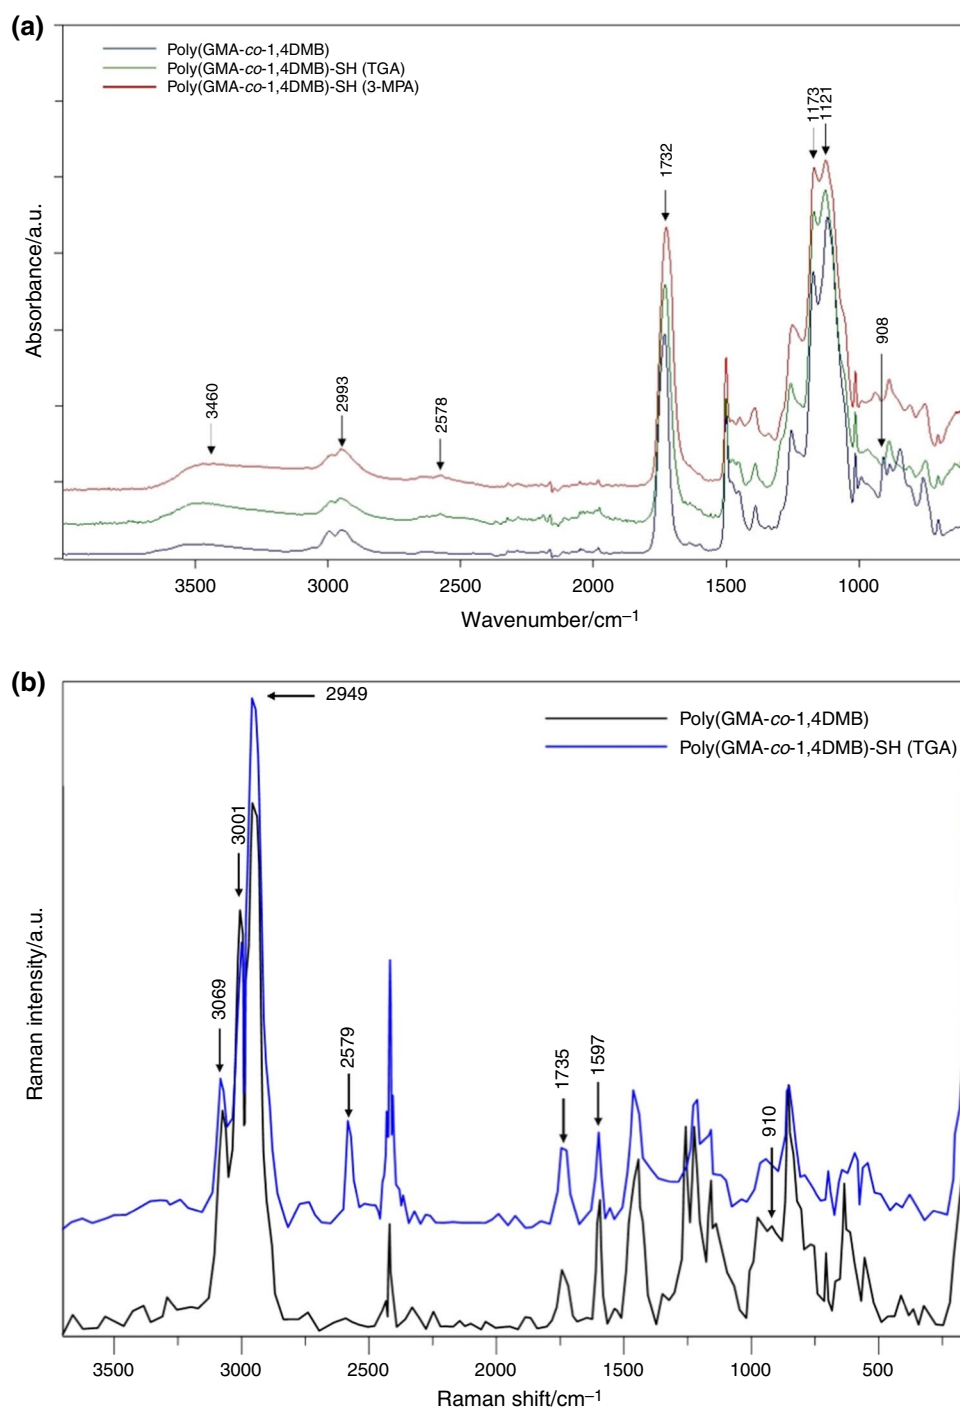 (a)
Poly(GMA-co-1,4DMB)
Poly(GMA-co-1,4DMB)-SH (TGA)
Poly(GMA-co-1,4DMB)-SH (3-MPA)
Absorbance/a.u.
3460
2993
2578
1732
1173
1121
908
3500 3000 2500 2000 1500 1000
Wavenumber/cm–1
(b)
2949
Poly(GMA-co-1,4DMB)
Poly(GMA-co-1,4DMB)-SH (TGA)
Raman intensity/a.u.
3069
3001
2579
1735
1597
910
3500 3000 2500 2000 1500 1000 500
Raman shift/cm–1